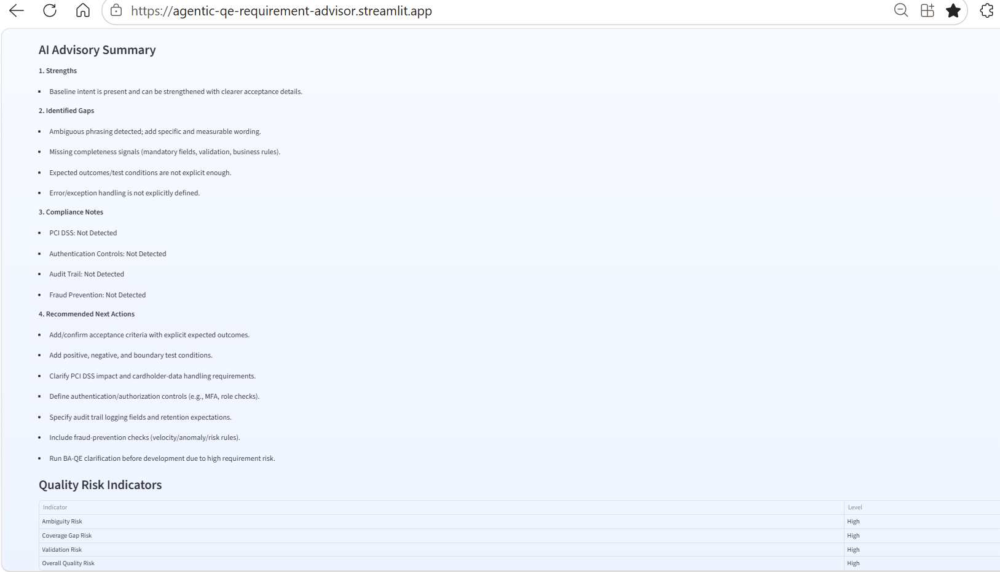 https://agentic-qe-requirement-advisor.streamlit.app
AI Advisory Summary
1. Strengths
• Baseline intent is present and can be strengthened with clearer acceptance details.
2. Identified Gaps
• Ambiguous phrasing detected; add specific and measurable wording.
• Missing completeness signals (mandatory fields, validation, business rules).
• Expected outcomes/test conditions are not explicit enough.
• Error/exception handling is not explicitly defined.
3. Compliance Notes
• PCI DSS: Not Detected
• Authentication Controls: Not Detected
• Audit Trail: Not Detected
• Fraud Prevention: Not Detected
4. Recommended Next Actions
• Add/confirm acceptance criteria with explicit expected outcomes.
• Add positive, negative, and boundary test conditions.
• Clarify PCI DSS impact and cardholder-data handling requirements.
• Define authentication/authorization controls (e.g., MFA, role checks).
• Specify audit trail logging fields and retention expectations.
• Include fraud-prevention checks (velocity/anomaly/risk rules).
• Run BA-QE clarification before development due to high requirement risk.
Quality Risk Indicators
Indicator Level
Ambiguity Risk High
Coverage Gap Risk High
Validation Risk High
Overall Quality Risk High